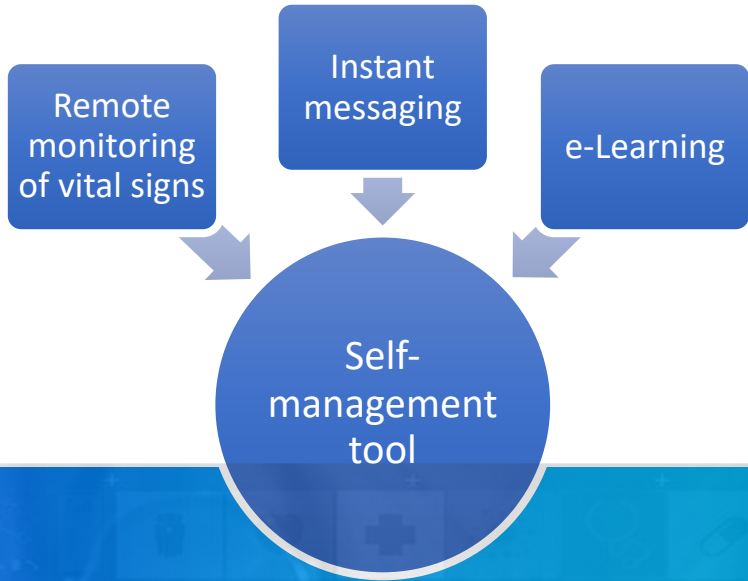 Instant
messaging
Remote
monitoring
of vital signs
e-Learning
Self-
management
tool